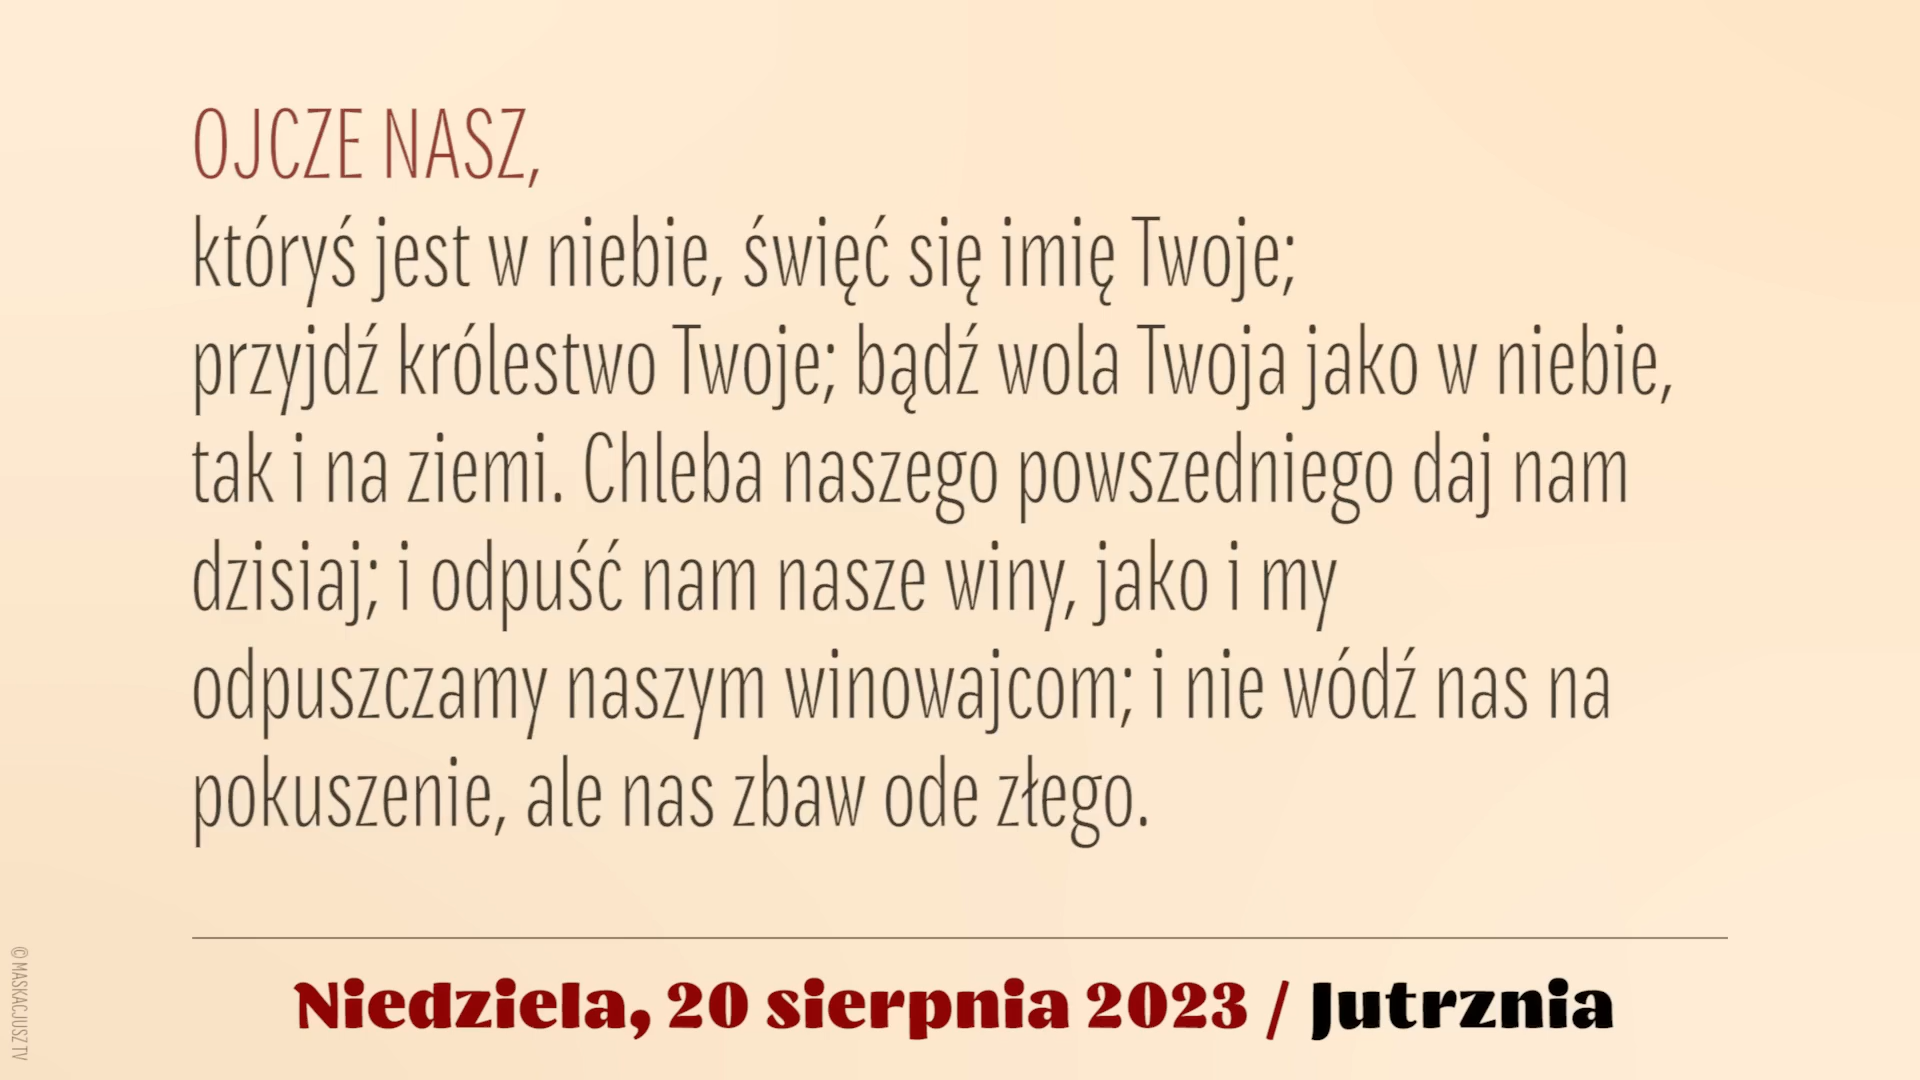 OJCZE NASZ,
któryś jest w niebie, święć się imię Twoje;
przyjdź królestwo Twoje; bądź wola Twoja jako w niebie,
tak i na ziemi. Chleba naszego powszedniego daj nam
dzisiaj; i odpuść nam nasze winy, jako i my
odpuszczamy naszym winowajcom; i nie wódź nas na
pokuszenie, ale nas zbaw ode złego.
Niedziela, 20 sierpnia 2023 / Jutrznia
© MASKACJUSZ TV